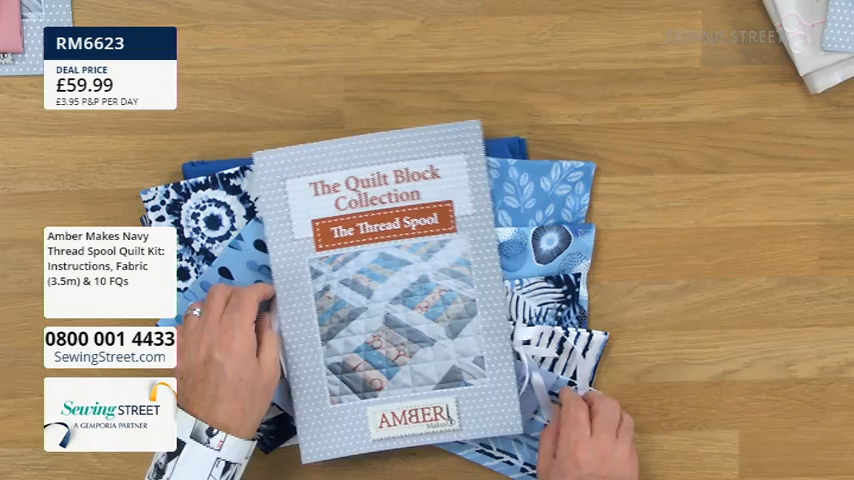 RM6623
DEAL PRICE
£59.99
£3.95 P&P PER DAY
SEWING STREET
The Quilt Block
Collection
The Thread Spool
Amber Makes Navy
Thread Spool Quilt Kit:
Instructions, Fabric
(3.5m) & 10 FQs
0800 001 4433
SewingStreet.com
Sewing STREET
A GEMPORIA PARTNER
AMBER
Makes